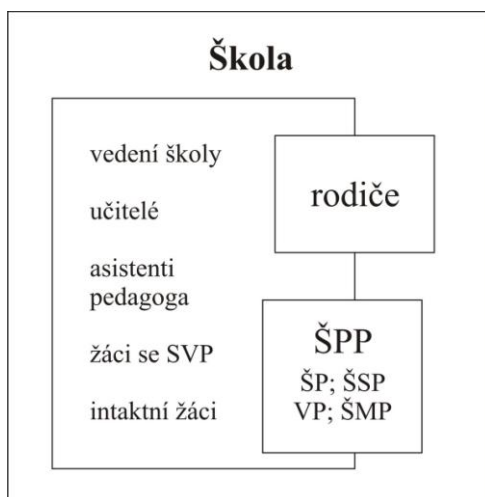 Škola
vedení školy
učitelé
asistenti
pedagoga
žáci se SVP
intaktní žáci
rodiče
ŠPP
ŠP; ŠSP
VP; ŠMP